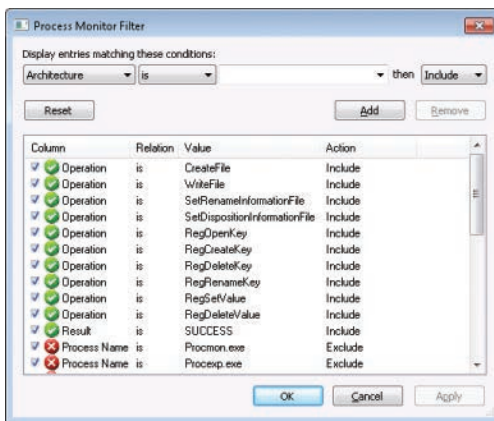 Process Monitor Filter
Display entries matching these conditions:
Architecture is then Include
Reset Add Remove
Column Relation Value Action
Operation is CreateFile Include
Operation is WriteFile Include
Operation is SetRenameInformationFile Include
Operation is SetDispositionInformationFile Include
Operation is RegOpenKey Include
Operation is RegCreateKey Include
Operation is RegDeleteKey Include
Operation is RegRenameKey Include
Operation is RegSetValue Include
Operation is RegDeleteValue Include
Result is SUCCESS Include
Process Name is Procmon.exe Exclude
Process Name is Procexp.exe Exclude
OK Cancel Apply